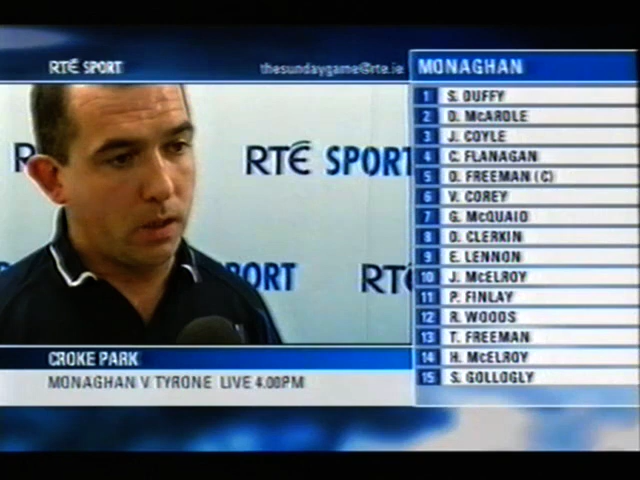 RTÉ SPORT
thesundaygame@rte.ie
MONAGHAN
1 S. DUFFY
2 D. McARDLE
3 J. COYLE
4 C. FLANAGAN
5 D. FREEMAN (C)
6 V. COREY
7 G. McQUAID
8 D. CLERKIN
9 E. LENNON
10 J. McELROY
11 P. FINLAY
12 R. WOODS
13 T. FREEMAN
14 H. McELROY
15 S. GOLLOGLY
R
RTÉ SPORT
PORT
RTÉ
CROKE PARK
MONAGHAN V TYRONE LIVE 4.00PM